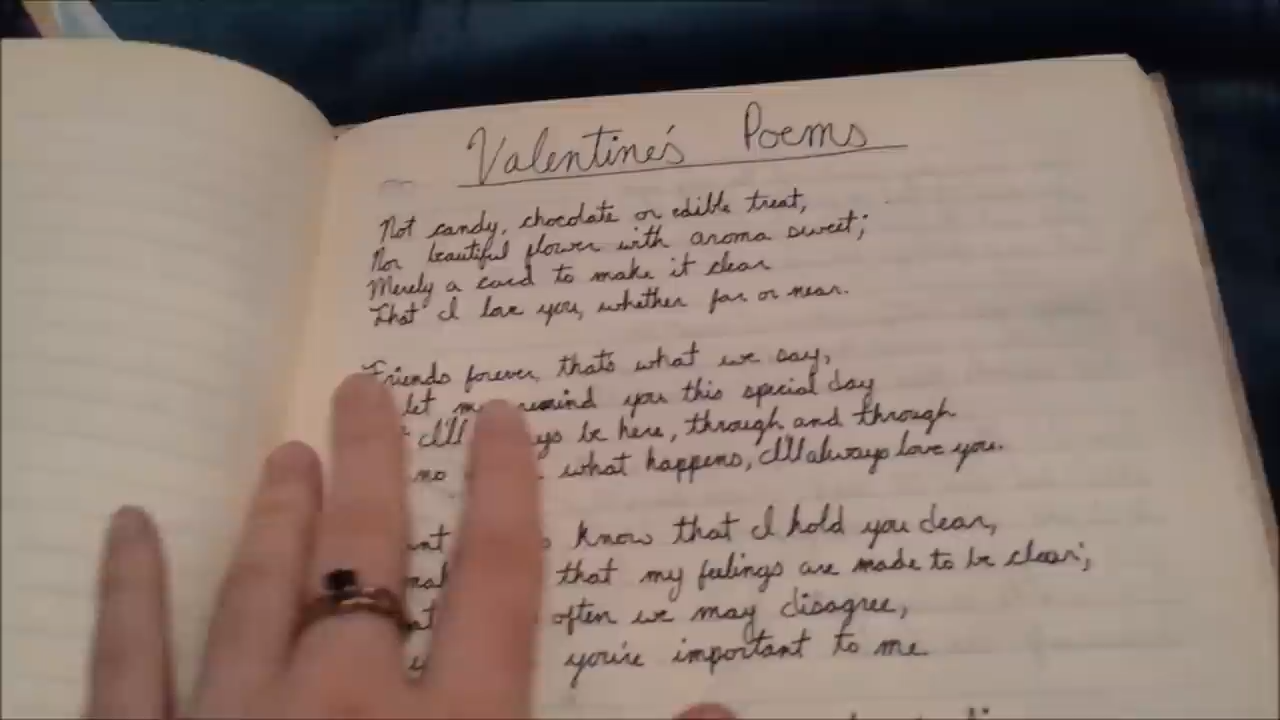 Valentine's Poems
Not candy, chocolate or edible treat,
Nor beautiful flower with aroma sweet;
Merely a card to make it clear
That I love you, whether far or near.
Friends forever, that's what we say,
let me remind you this special day
I'll be here, through and through
no what happens, I'll always love you.
know that I hold you dear,
that my feelings are made to be clear;
often we may disagree,
you're important to me